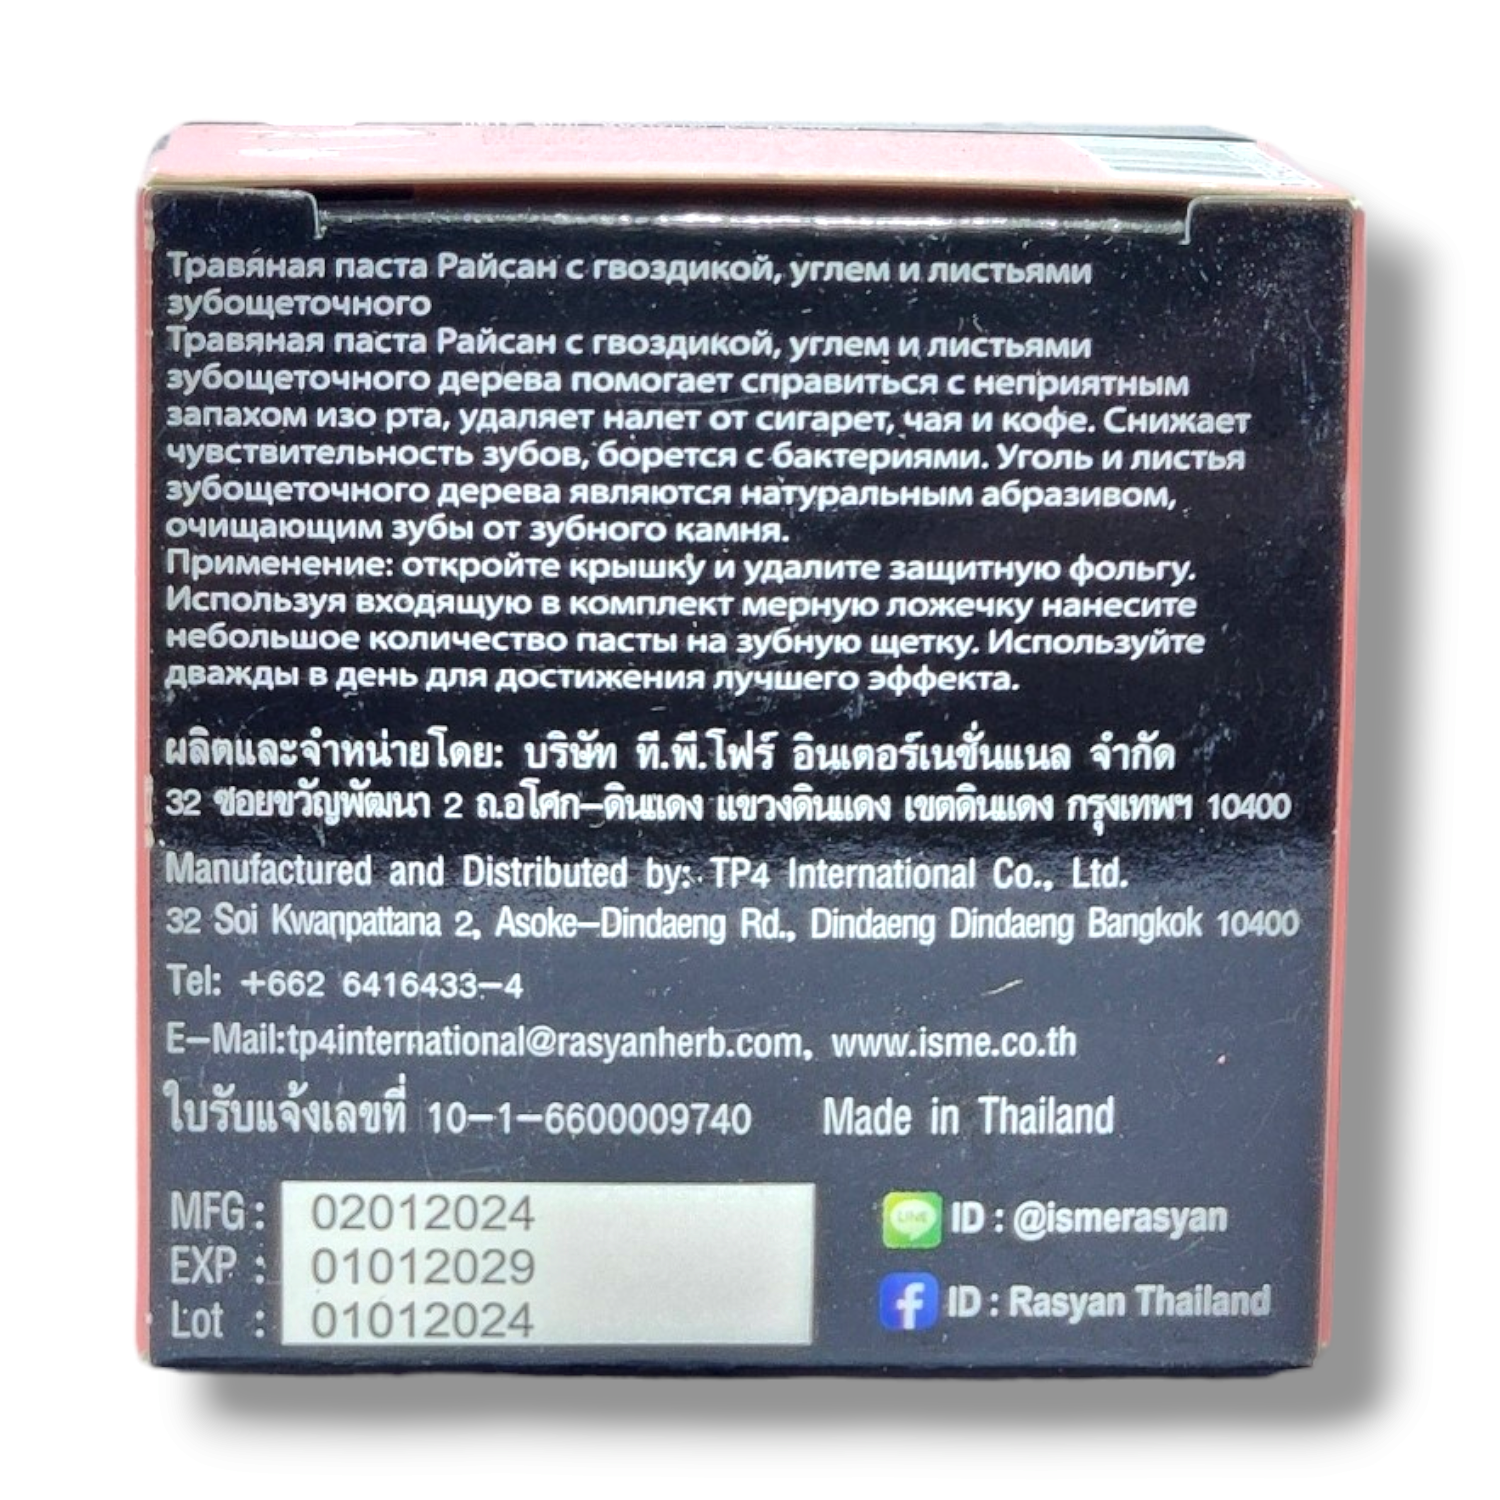 Травяная паста Райсан с гвоздикой, углем и листьями
зубощеточного
Травяная паста Райсан с гвоздикой, углем и листьями
зубощеточного дерева помогает справиться с неприятным
запахом изо рта, удаляет налет от сигарет, чая и кофе. Снижает
чувствительность зубов, борется с бактериями. Уголь и листья
зубощеточного дерева являются натуральным абразивом,
очищающим зубы от зубного камня.
Применение: откройте крышку и удалите защитную фольгу.
Используя входящую в комплект мерную ложечку нанесите
небольшое количество пасты на зубную щетку. Используйте
дважды в день для достижения лучшего эффекта.
ผลิตและจำหน่ายโดย: บริษัท ที.พี.โฟร์ อินเตอร์เนชั่นแนล จำกัด
32 ซอยขวัญพัฒนา 2 ถ.อโศก–ดินแดง แขวงดินแดง เขตดินแดง กรุงเทพฯ 10400
Manufactured and Distributed by: TP4 International Co., Ltd.
32 Soi Kwanpattana 2, Asoke–Dindaeng Rd., Dindaeng Dindaeng Bangkok 10400
Tel: +662 6416433–4
E–Mail:tp4international@rasyanherb.com, www.isme.co.th
ใบรับแจ้งเลขที่ 10–1–6600009740 Made in Thailand
MFG : 02012024
EXP : 01012029
Lot : 01012024
LINE ID : @ismerasyan
f ID : Rasyan Thailand